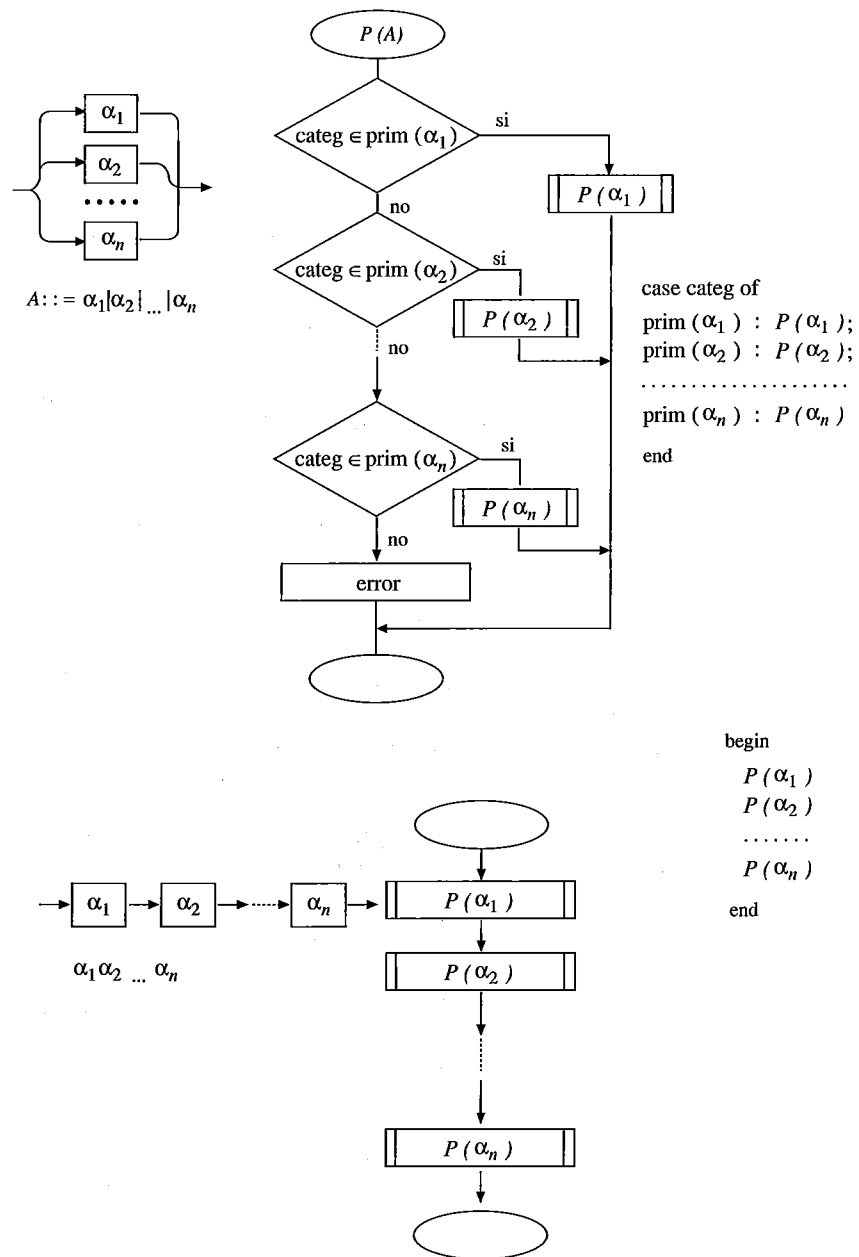 P(A)
α₁
α₂
.....
αₙ
A::= α₁|α₂|...|αₙ
categ ∈ prim (α₁)
si
P(α₁)
no
categ ∈ prim (α₂)
si
P(α₂)
no
categ ∈ prim (αₙ)
si
P(αₙ)
no
error
case categ of
prim (α₁) : P(α₁);
prim (α₂) : P(α₂);
.....................
prim (αₙ) : P(αₙ)
end
α₁
α₂
αₙ
α₁α₂ ... αₙ
P(α₁)
P(α₂)
P(αₙ)
begin
P(α₁)
P(α₂)
.......
P(αₙ)
end